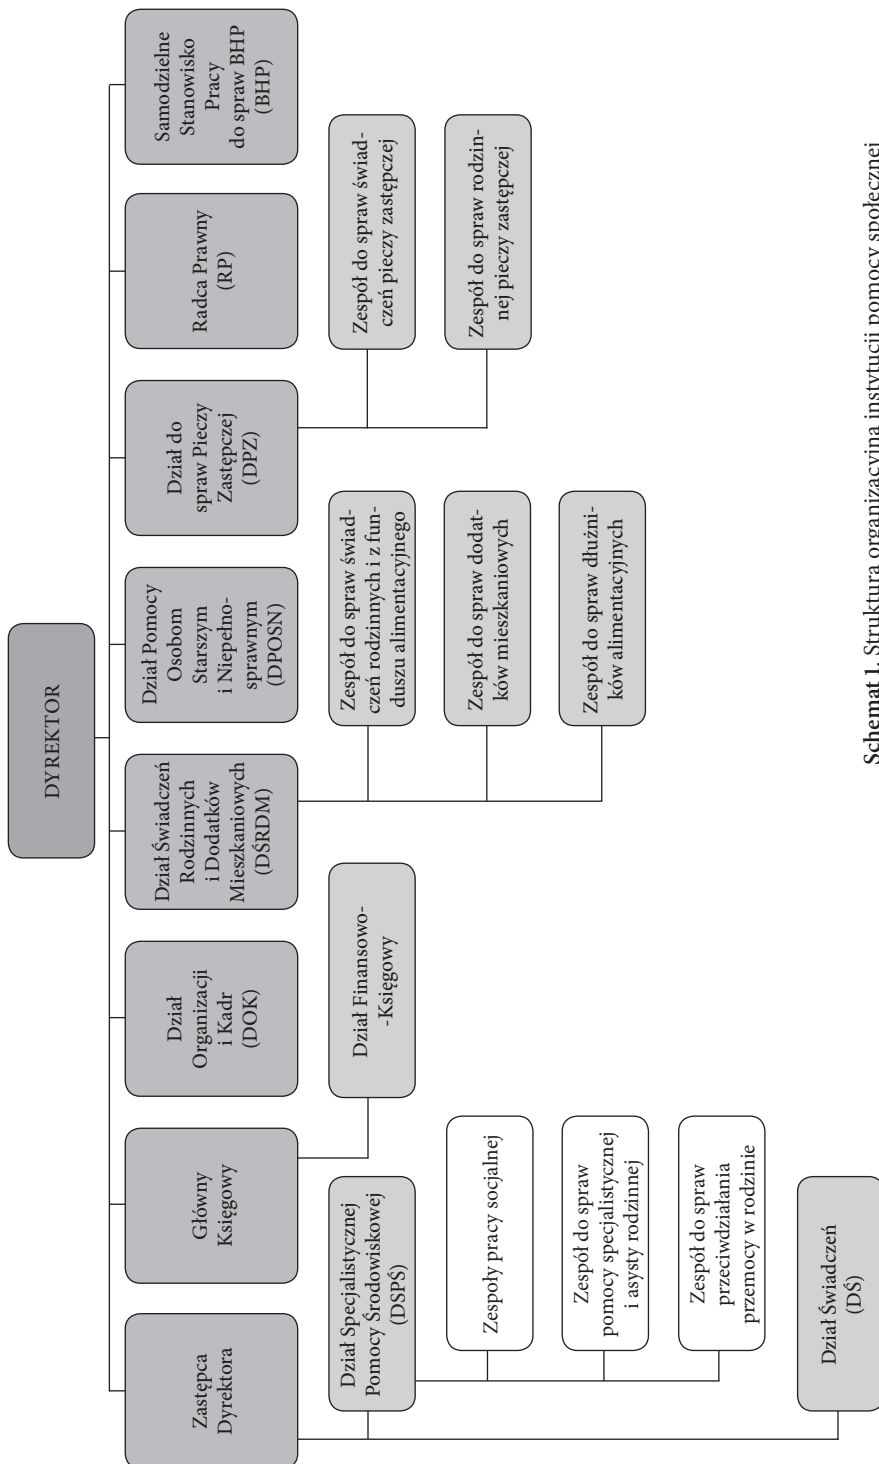 DYREKTOR
Zastępca
Dyrektora
Główny
Księgowy
Dział
Organizacji
i Kadr
(DOK)
Dział Świadczeń
Rodzinnych
i Dodatków
Mieszkaniowych
(DŚRDM)
Dział Pomocy
Osobom
Starszym
i Niepełno-
sprawnym
(DPOSN)
Dział do
spraw Pieczy
Zastępczej
(DPZ)
Radca Prawny
(RP)
Samodzielne
Stanowisko
Pracy
do spraw BHP
(BHP)
Dział Specjalistycznej
Pomocy Środowiskowej
(DSPŚ)
Zespoły pracy socjalnej
Zespół do spraw
pomocy specjalistycznej
i asysty rodzinnej
Zespół do spraw
przeciwdziałania
przemocy w rodzinie
Dział Świadczeń
(DŚ)
Dział Finansowo-
-Księgowy
Zespół do spraw świad-
czeń rodzinnych i z fun-
duszu alimentacyjnego
Zespół do spraw dodat-
ków mieszkaniowych
Zespół do spraw dłużni-
ków alimentacyjnych
Zespół do spraw świad-
czeń pieczy zastępczej
Zespół do spraw rodzin-
nej pieczy zastępczej
Schemat 1. Struktura organizacyjna instytucji pomocy społecznej